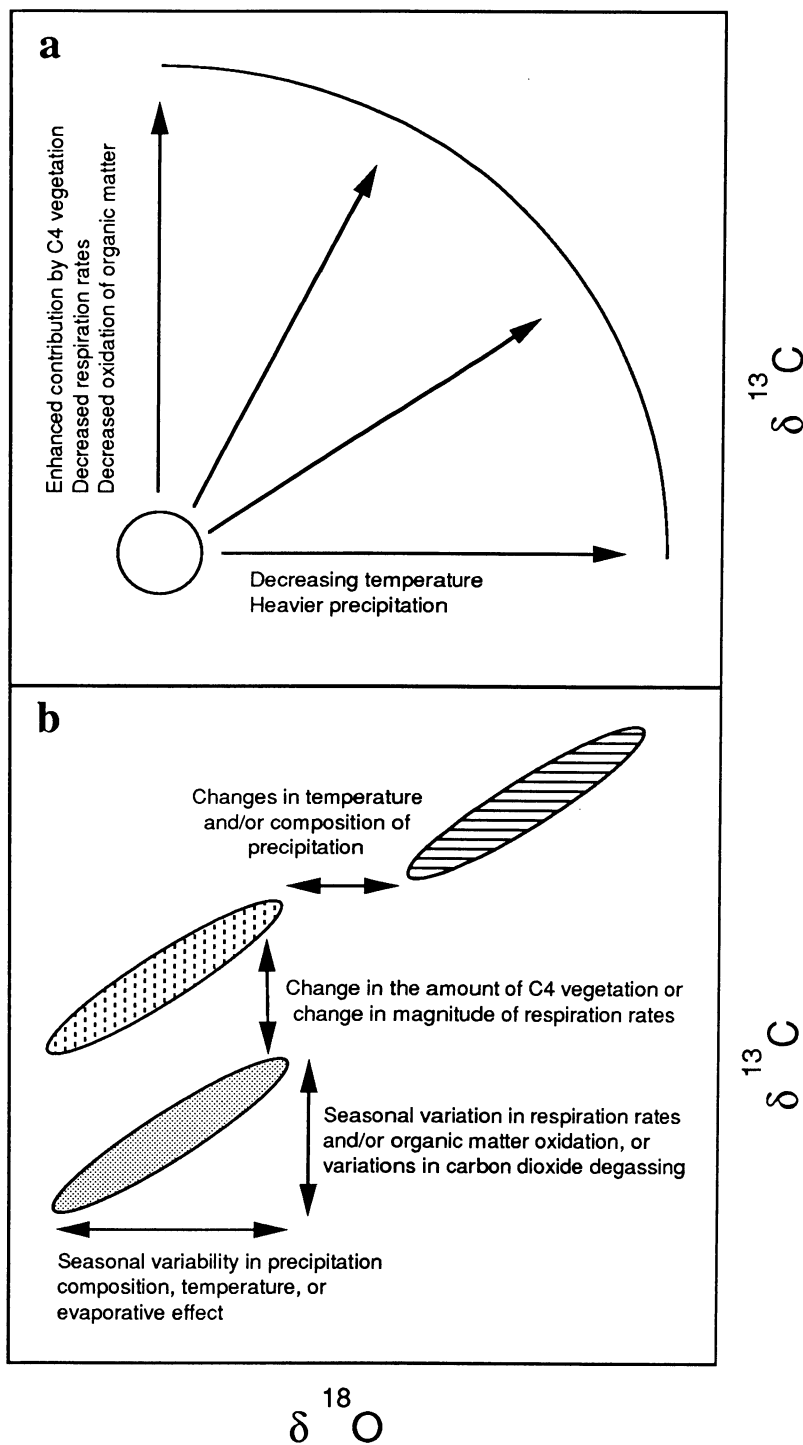 a
Enhanced contribution by C4 vegetation
Decreased respiration rates
Decreased oxidation of organic matter
Decreasing temperature
Heavier precipitation
δ 13C
b
Changes in temperature
and/or composition of
precipitation
Change in the amount of C4 vegetation or
change in magnitude of respiration rates
Seasonal variation in respiration rates
and/or organic matter oxidation, or
variations in carbon dioxide degassing
Seasonal variability in precipitation
composition, temperature, or
evaporative effect
δ 13C
δ 18O